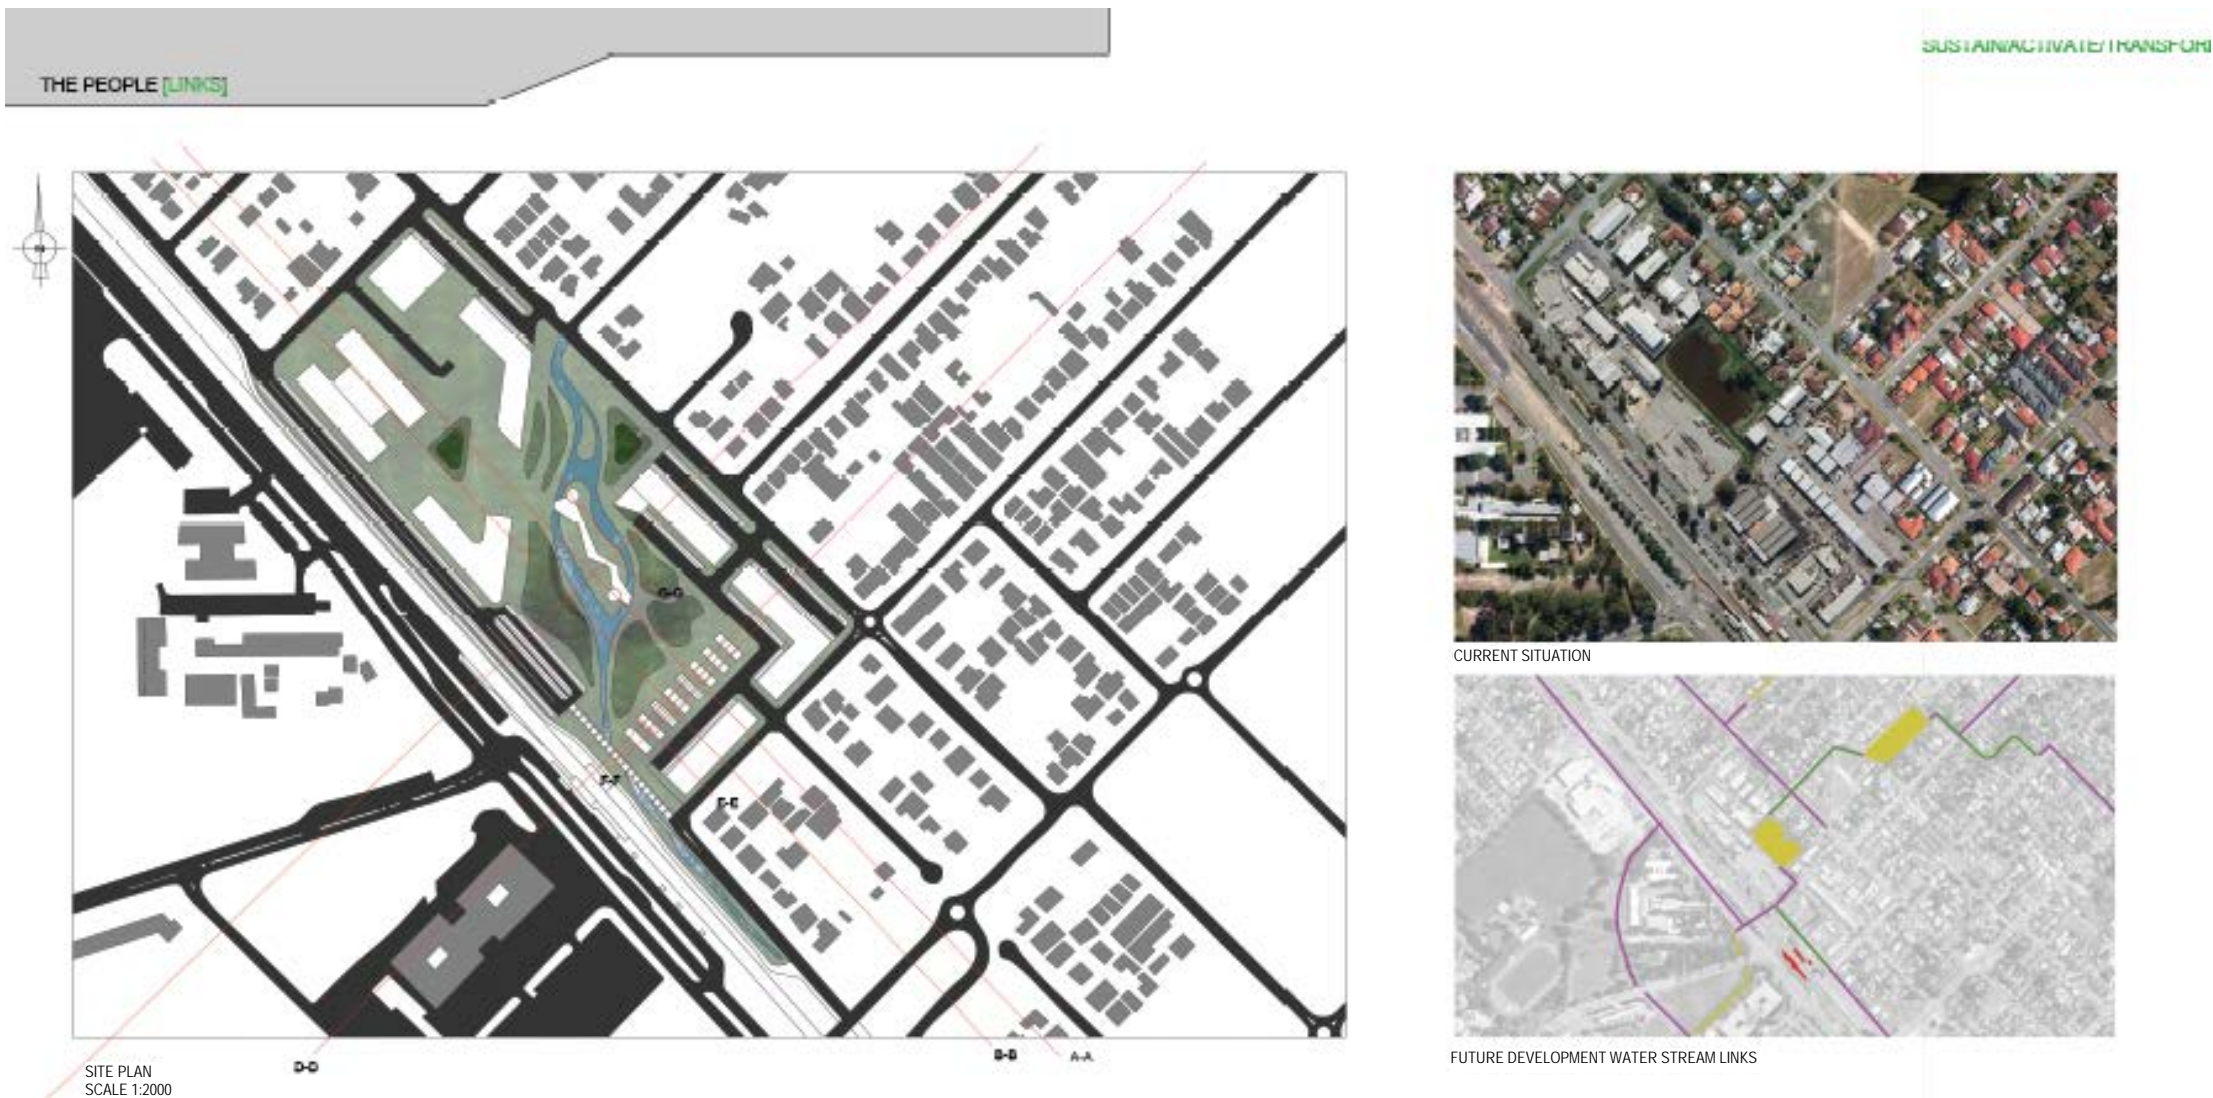 THE PEOPLE [LINKS]
SUSTAIN/ACTIVATE/TRANSFOR
N
G-G
F-F
E-E
CURRENT SITUATION
D-D
B-B
A-A
SITE PLAN
SCALE 1:2000
FUTURE DEVELOPMENT WATER STREAM LINKS